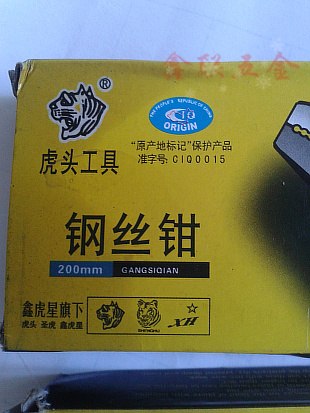 ®
虎头工具
THE PEOPLE'S REPUBLIC OF CHINA
CIQ
ORIGIN
"原产地标记"保护产品
准字号:CIQ0015
钢丝钳
200mm GANGSIQIAN
鑫虎星旗下
虎头 圣虎 鑫虎星
SHENGHU
XH